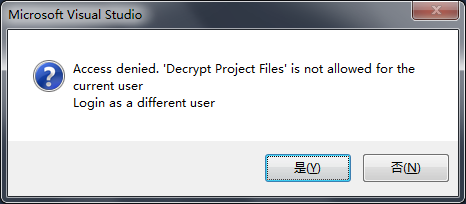 Microsoft Visual Studio
Access denied. 'Decrypt Project Files' is not allowed for the
current user
Login as a different user
是(Y)
否(N)